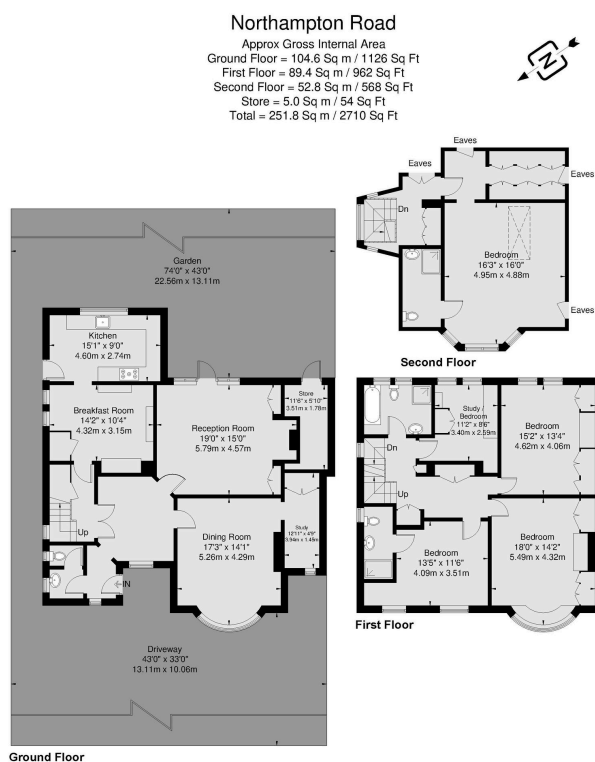 Northampton Road
Approx Gross Internal Area
Ground Floor = 104.6 Sq m / 1126 Sq Ft
First Floor = 89.4 Sq m / 962 Sq Ft
Second Floor = 52.8 Sq m / 568 Sq Ft
Store = 5.0 Sq m / 54 Sq Ft
Total = 251.8 Sq m / 2710 Sq Ft
N
Eaves
Eaves
Eaves
Dn
Bedroom
16'3" x 16'0"
4.95m x 4.88m
Eaves
Second Floor
Garden
74'0" x 43'0"
22.56m x 13.11m
Kitchen
15'1" x 9'0"
4.60m x 2.74m
Breakfast Room
14'2" x 10'4"
4.32m x 3.15m
Reception Room
19'0" x 15'0"
5.79m x 4.57m
Store
11'6" x 5'10"
3.51m x 1.78m
Up
Dining Room
17'3" x 14'1"
5.26m x 4.29m
Study
12'11" x 4'9"
3.94m x 1.45m
IN
Driveway
43'0" x 33'0"
13.11m x 10.06m
Ground Floor
Study /
Bedroom
11'2" x 8'6"
3.40m x 2.59m
Bedroom
15'2" x 13'4"
4.62m x 4.06m
Dn
Up
Bedroom
13'5" x 11'6"
4.09m x 3.51m
Bedroom
18'0" x 14'2"
5.49m x 4.32m
First Floor